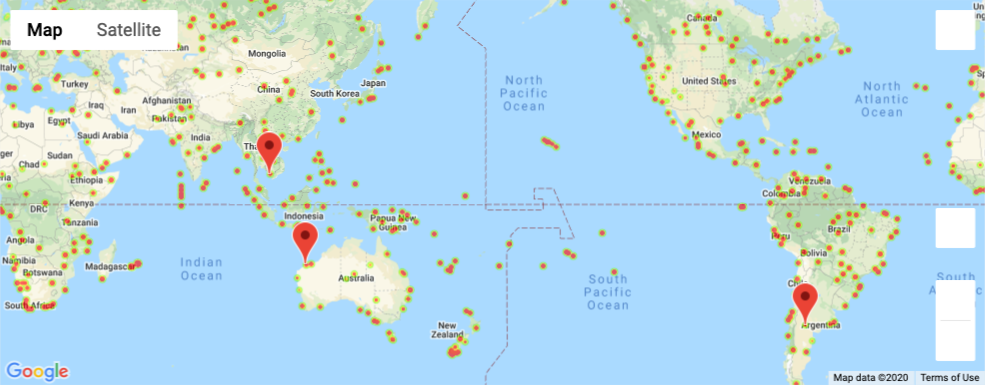 Map
Satellite
Canada
Italy
Turkey
Mongolia
Japan
China
South Korea
United States
North
Pacific
Ocean
North
Atlantic
Ocean
Iraq
Iran
Afghanistan
Pakistan
Libya
Egypt
Saudi Arabia
India
Mexico
Chad
Sudan
Ethiopia
Kenya
DRC
Tanzania
Venezuela
Colombia
Indonesia
Papua New
Guinea
Peru
Brazil
Bolivia
Angola
Namibia
Botswana
Madagascar
South Africa
Indian
Ocean
Australia
South
Pacific
Ocean
South
New
Zealand
Argentina
Google
Map data ©2020
Terms of Use